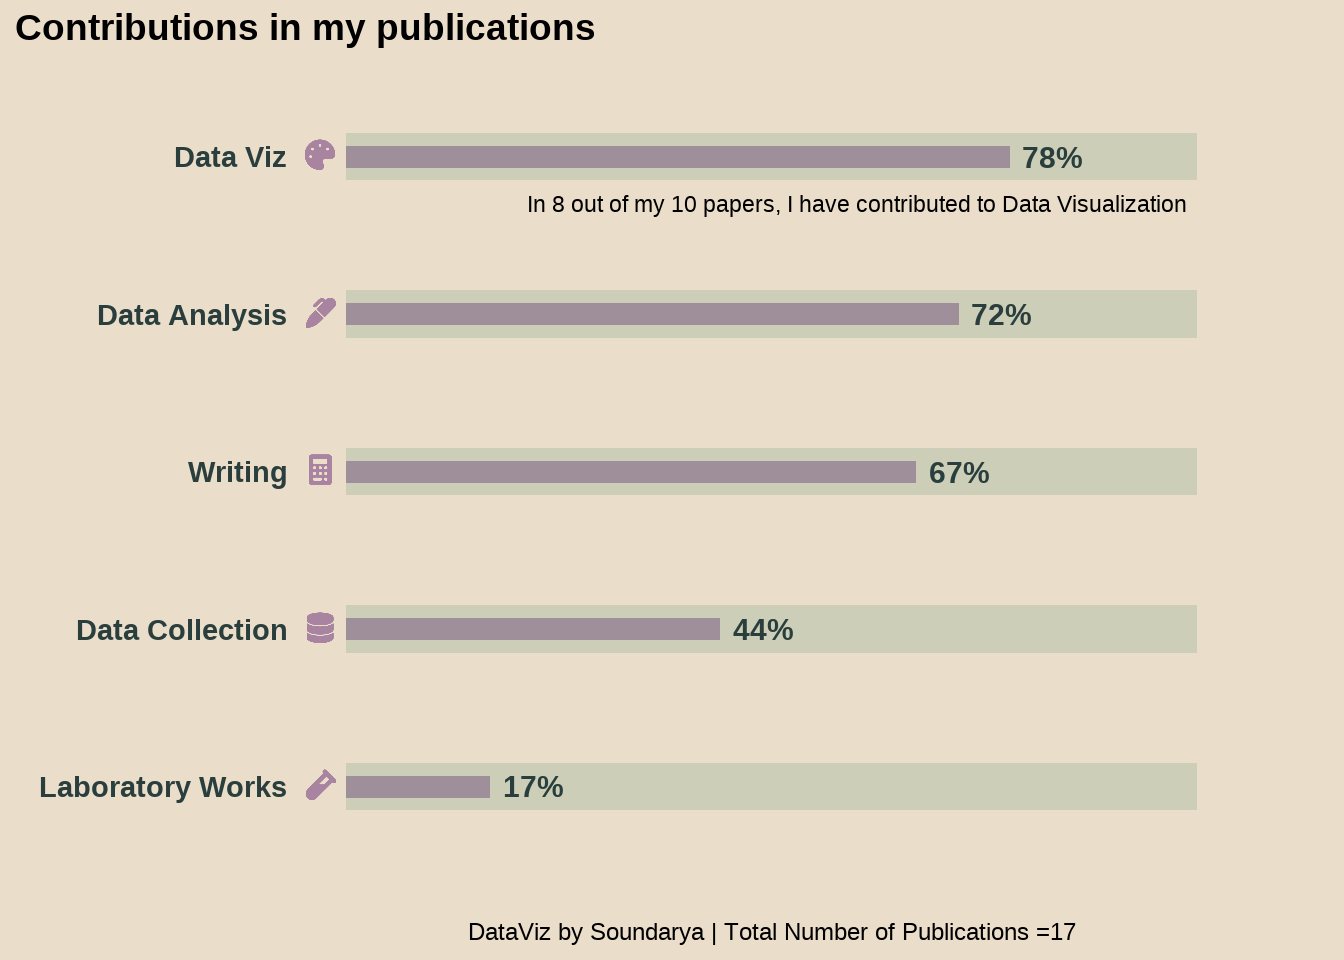 Contributions in my publications
Data Viz 78%
In 8 out of my 10 papers, I have contributed to Data Visualization
Data Analysis 72%
Writing 67%
Data Collection 44%
Laboratory Works 17%
DataViz by Soundarya | Total Number of Publications =17